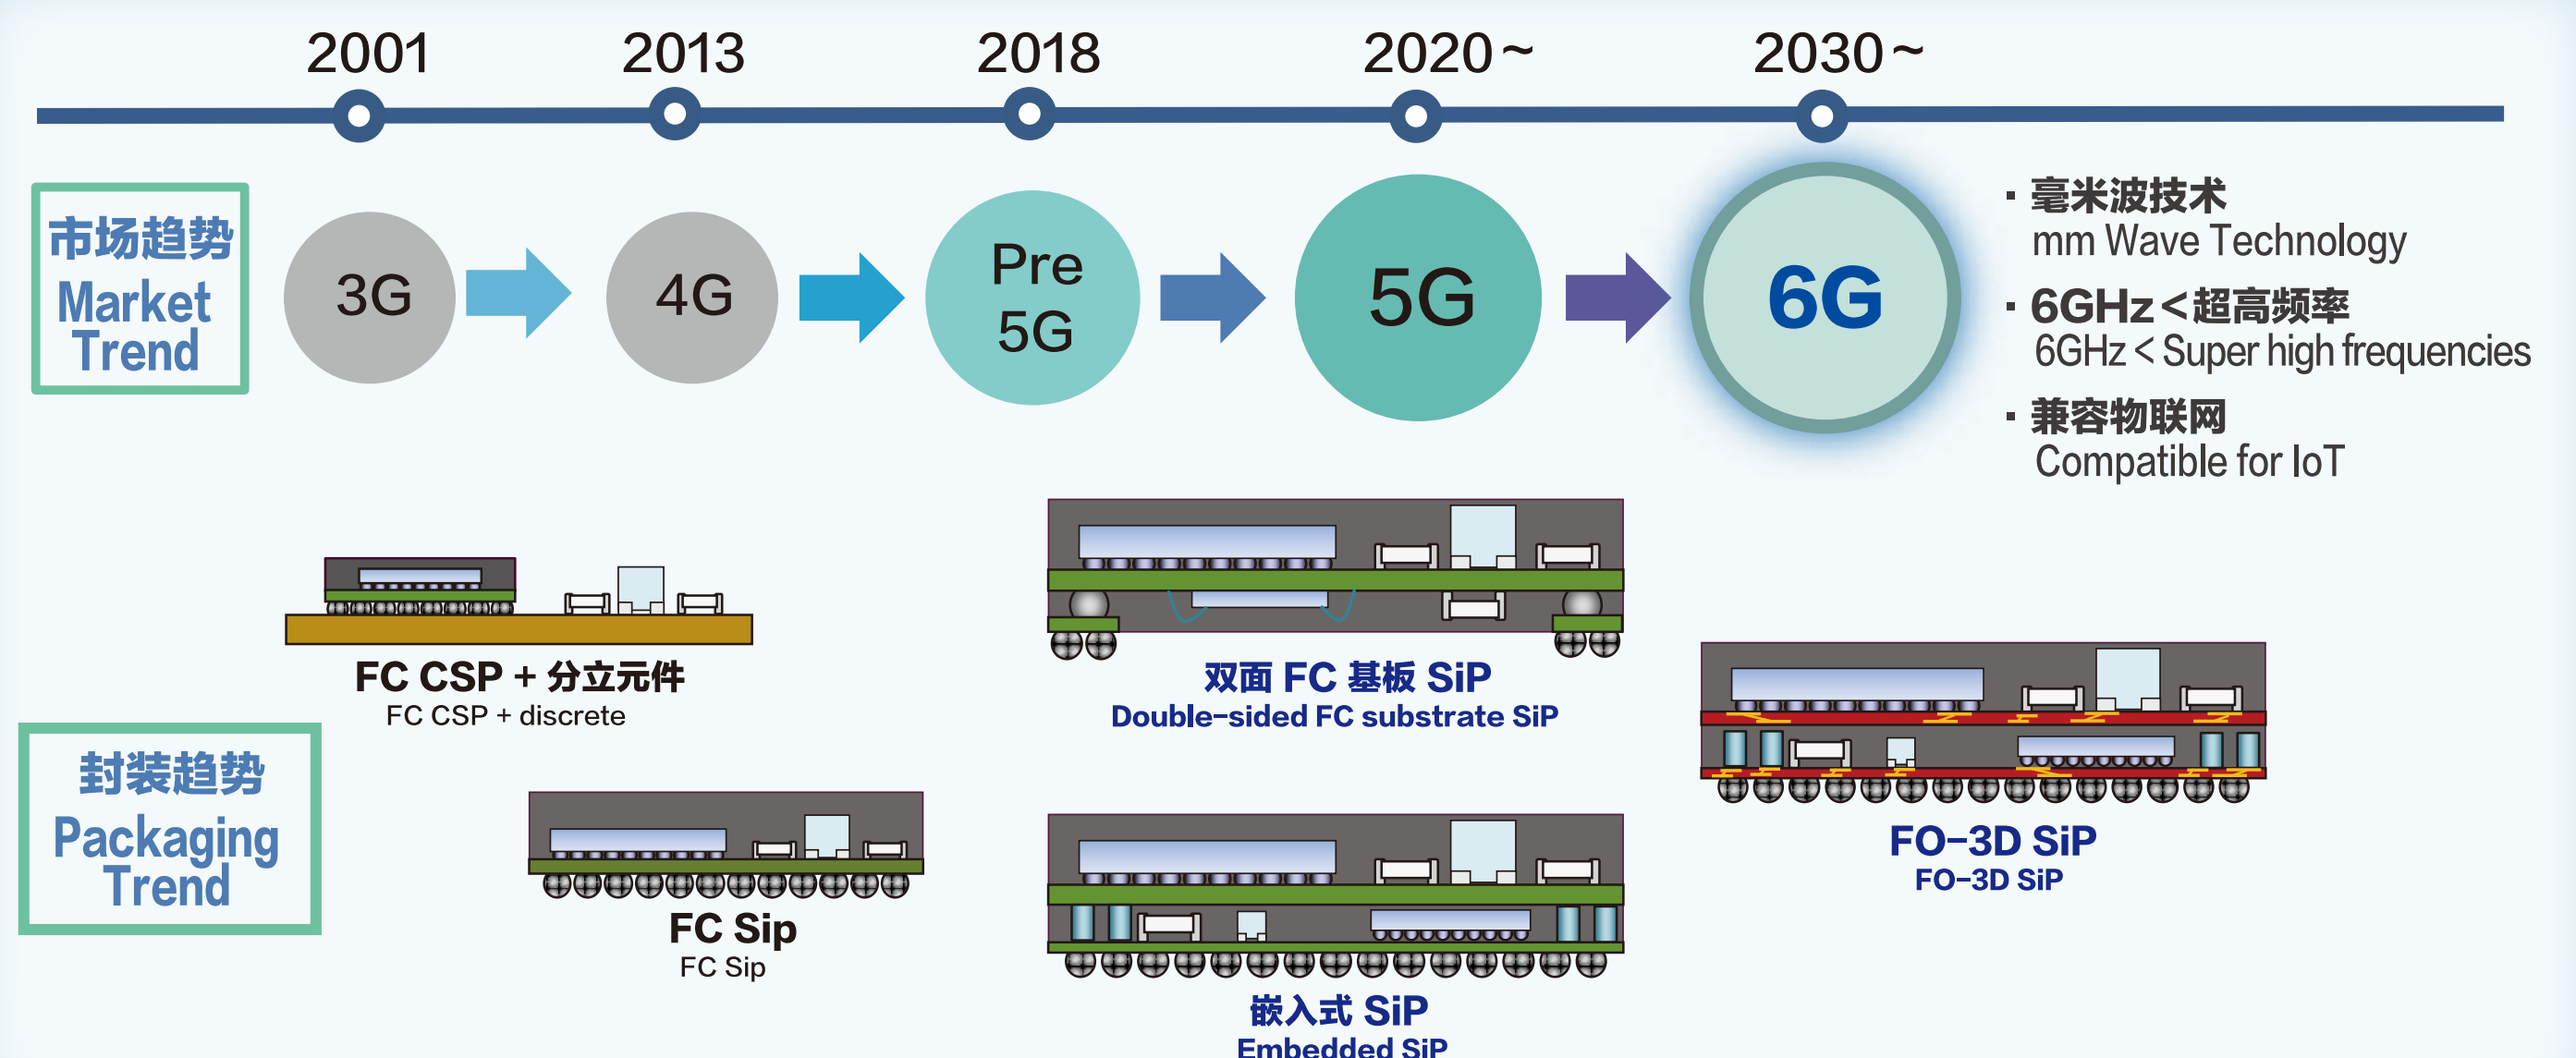 2001
2013
2018
2020~
2030~
市场趋势
Market
Trend
3G
4G
Pre
5G
5G
6G
· 毫米波技术
mm Wave Technology
· 6GHz < 超高频率
6GHz < Super high frequencies
· 兼容物联网
Compatible for IoT
封装趋势
Packaging
Trend
FC CSP + 分立元件
FC CSP + discrete
FC Sip
FC Sip
双面 FC 基板 SiP
Double-sided FC substrate SiP
嵌入式 SiP
Embedded SiP
FO-3D SiP
FO-3D SiP